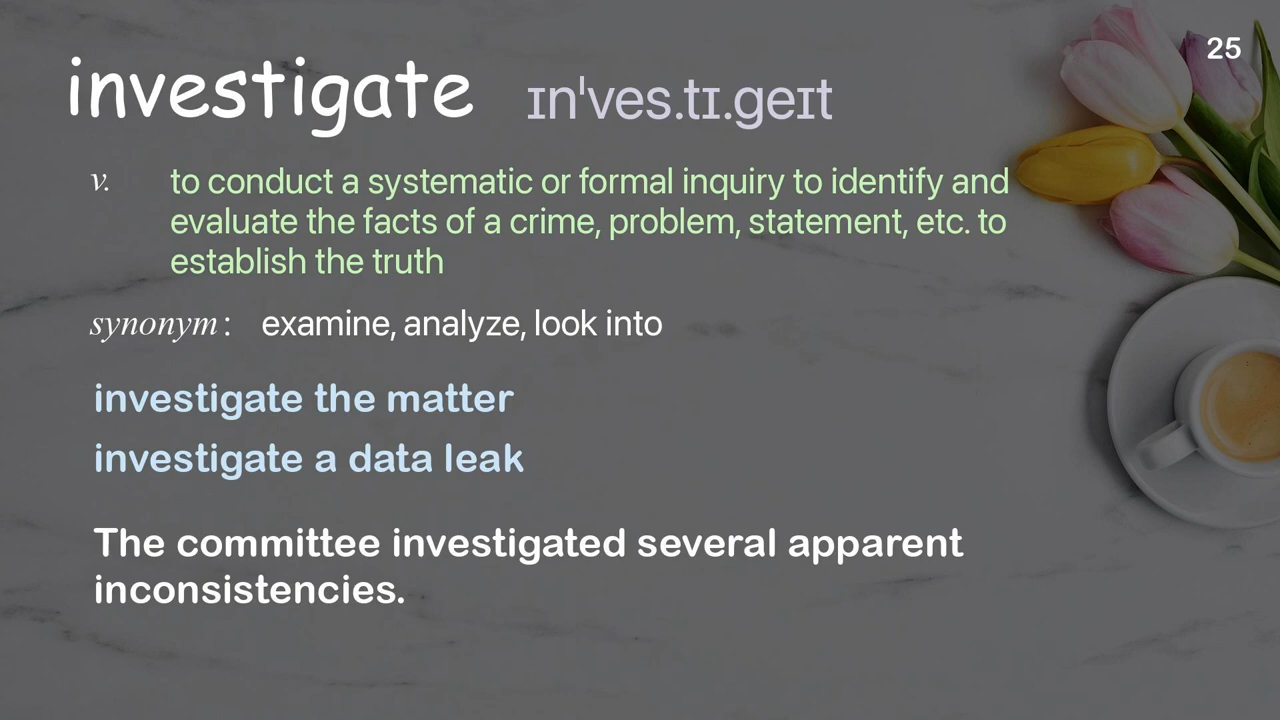 25
investigate ɪnˈves.tɪ.geɪt
v. to conduct a systematic or formal inquiry to identify and
evaluate the facts of a crime, problem, statement, etc. to
establish the truth
synonym: examine, analyze, look into
investigate the matter
investigate a data leak
The committee investigated several apparent
inconsistencies.